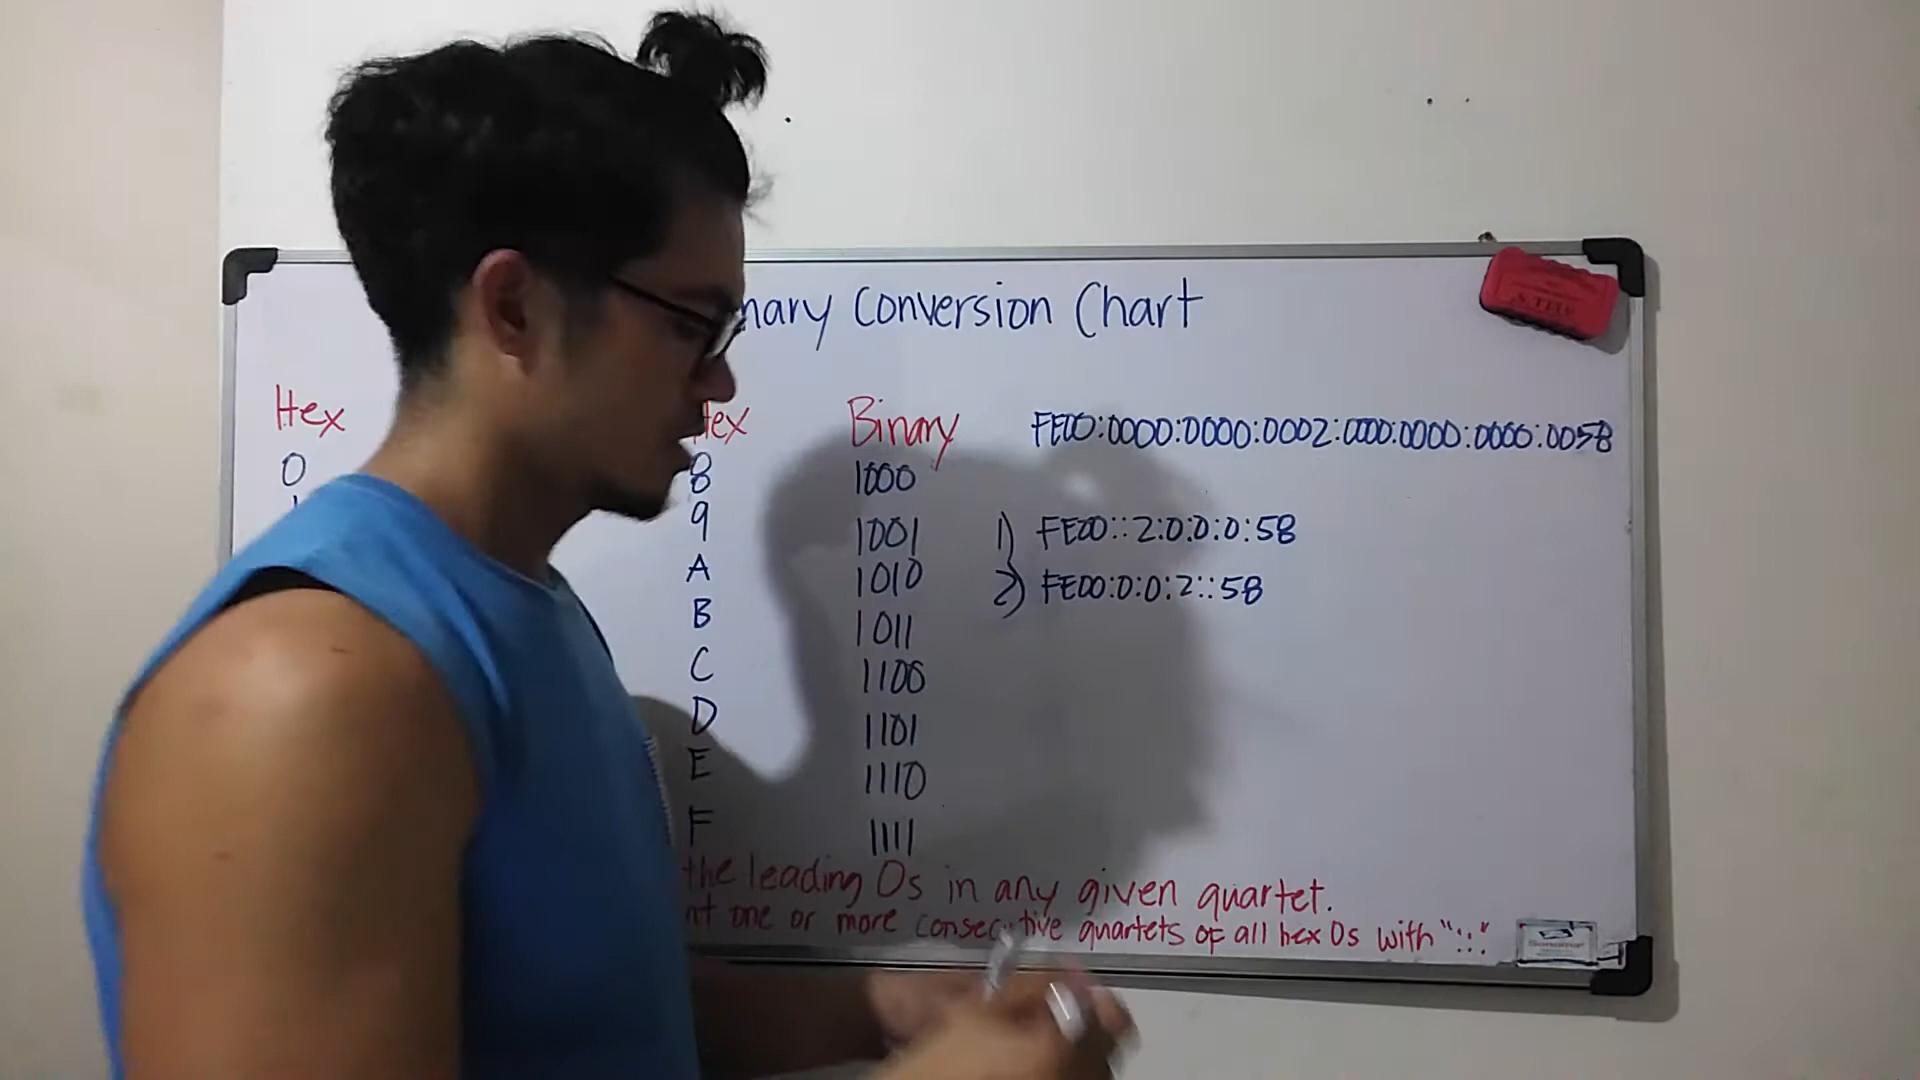 nary Conversion Chart
Hex
Hex Binary
FE00:0000:0000:0002:0000:0000:0000:0058
0
8 1000
9 1001
A 1010
B 1011
C 1100
D 1101
E 1110
F 1111
1) FE00::2:0:0:0:58
2) FE00:0:0:2::58
the leading 0s in any given quartet.
nt one or more consecutive quartets of all hex 0s with "::"